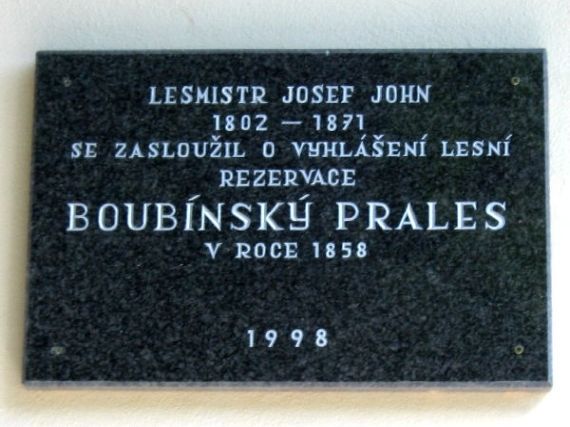 LESMISTR JOSEF JOHN
1802 — 1871
SE ZASLOUŽIL O VYHLÁŠENÍ LESNÍ
REZERVACE
BOUBÍNSKÝ PRALES
V ROCE 1858
1998